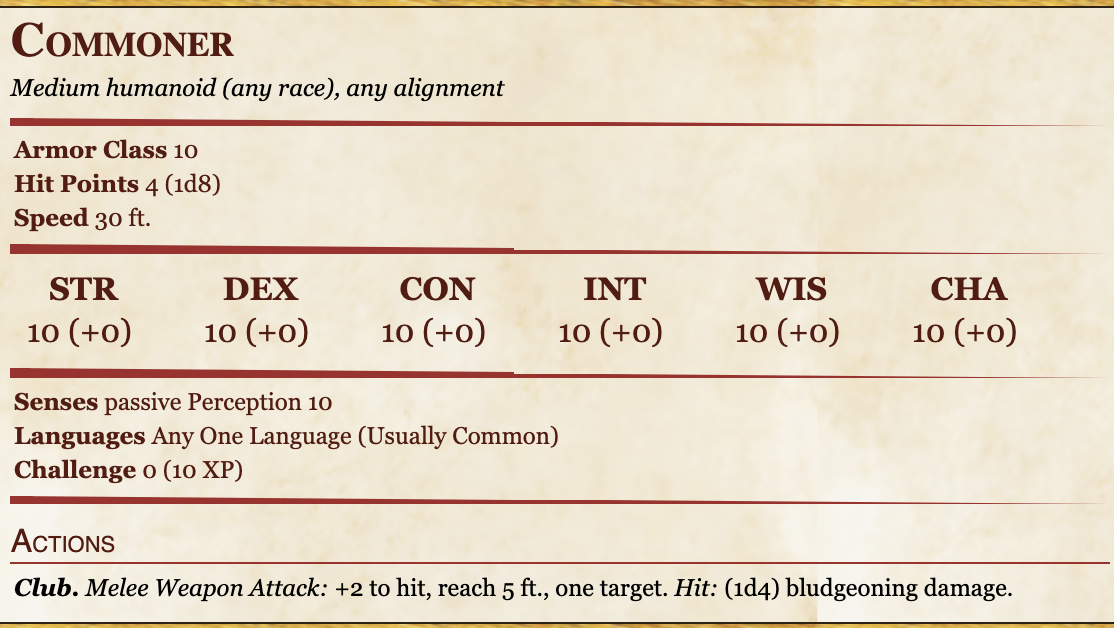 Commoner
Medium humanoid (any race), any alignment
Armor Class 10
Hit Points 4 (1d8)
Speed 30 ft.
STR DEX CON INT WIS CHA
10 (+0) 10 (+0) 10 (+0) 10 (+0) 10 (+0) 10 (+0)
Senses passive Perception 10
Languages Any One Language (Usually Common)
Challenge 0 (10 XP)
Actions
Club. Melee Weapon Attack: +2 to hit, reach 5 ft., one target. Hit: (1d4) bludgeoning damage.